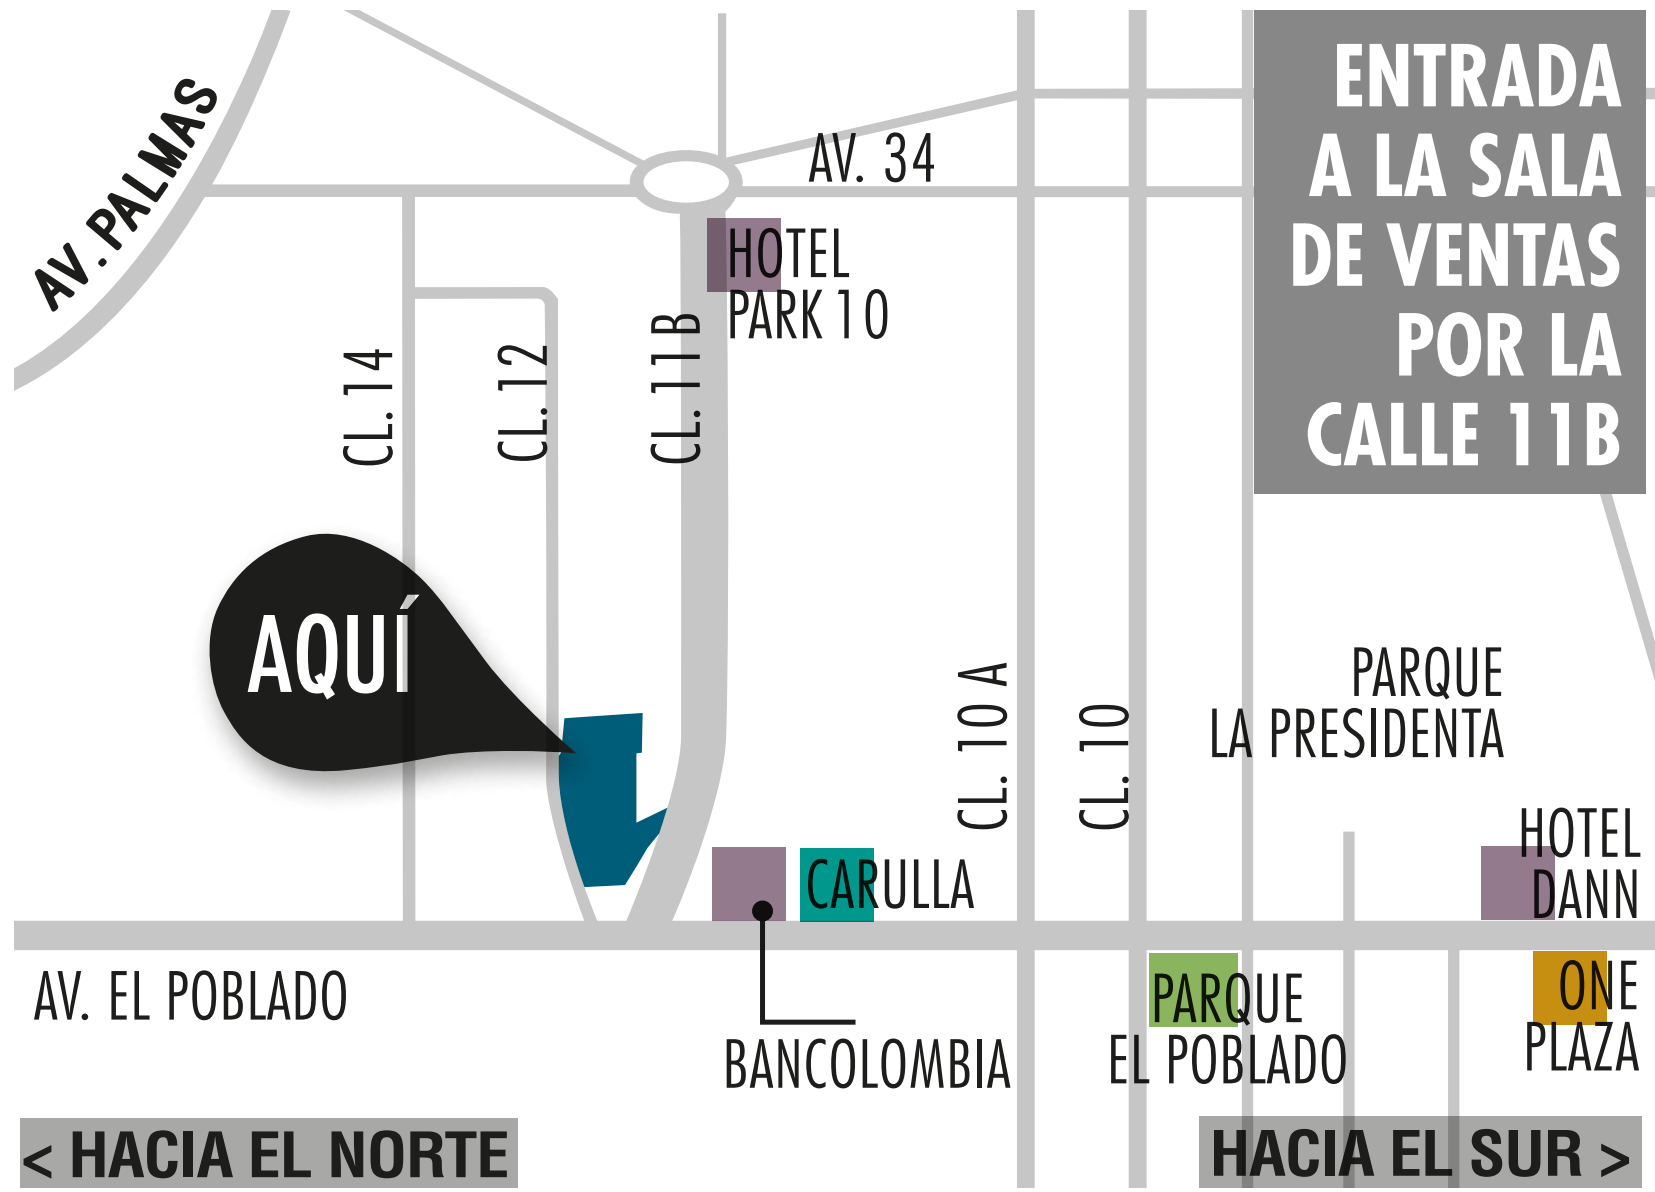 ENTRADA
A LA SALA
DE VENTAS
POR LA
CALLE 11B
AV. PALMAS
AV. 34
HOTEL
PARK 10
CL. 14
CL. 12
CL. 11B
AQUÍ
CL. 10 A
CL. 10
PARQUE
LA PRESIDENTA
HOTEL
DANN
CARULLA
AV. EL POBLADO
BANCOLOMBIA
PARQUE
EL POBLADO
ONE
PLAZA
< HACIA EL NORTE
HACIA EL SUR >